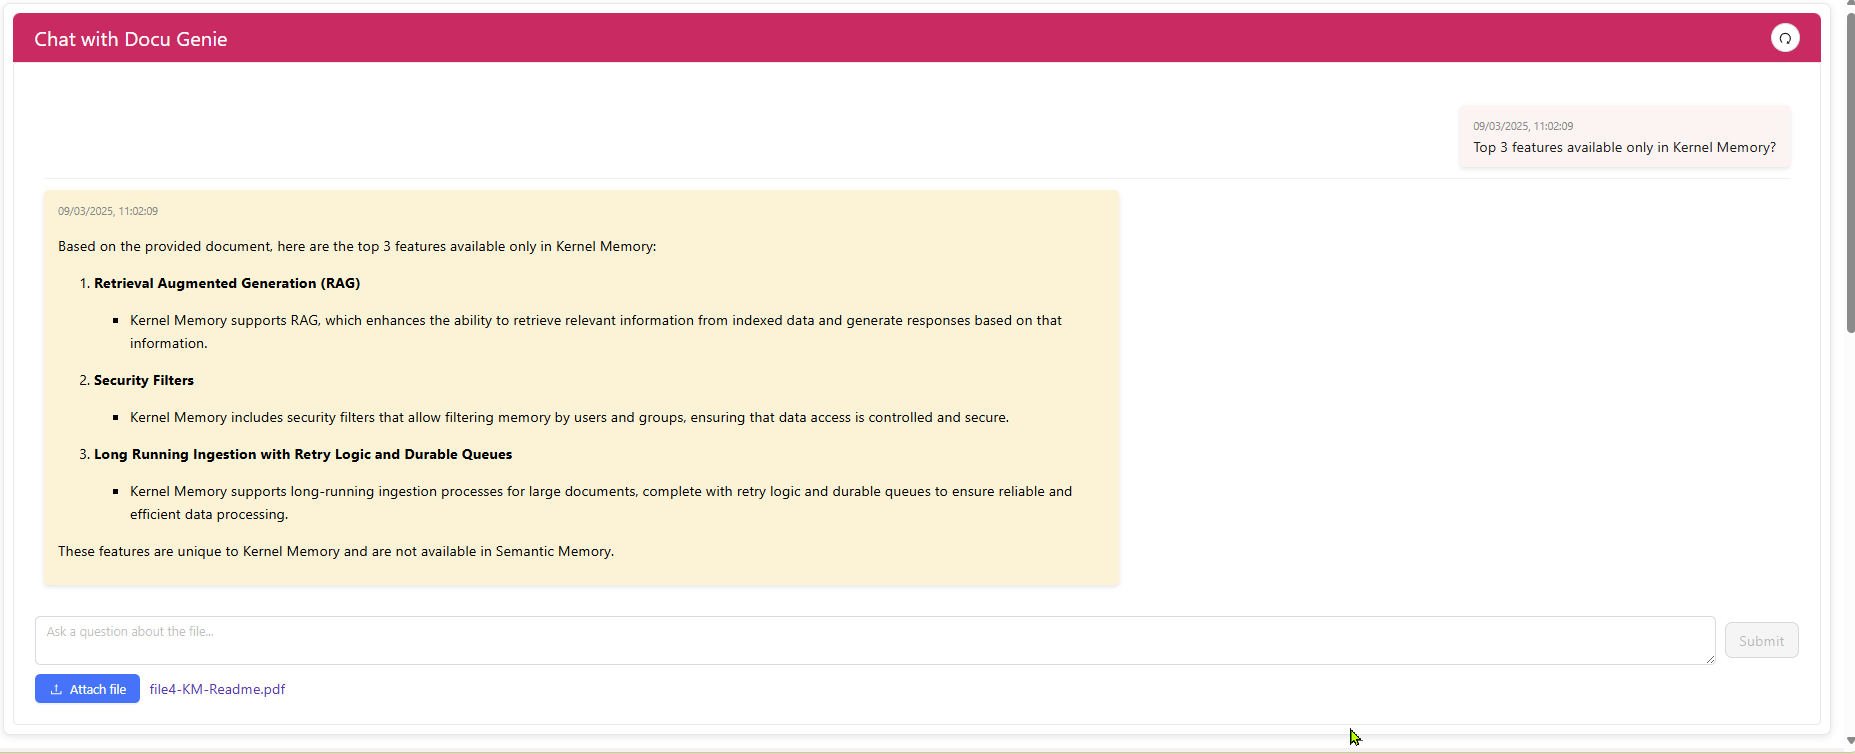 Chat with Docu Genie
09/03/2025, 11:02:09
Top 3 features available only in Kernel Memory?
09/03/2025, 11:02:09
Based on the provided document, here are the top 3 features available only in Kernel Memory:
1. Retrieval Augmented Generation (RAG)
▪ Kernel Memory supports RAG, which enhances the ability to retrieve relevant information from indexed data and generate responses based on that
information.
2. Security Filters
▪ Kernel Memory includes security filters that allow filtering memory by users and groups, ensuring that data access is controlled and secure.
3. Long Running Ingestion with Retry Logic and Durable Queues
▪ Kernel Memory supports long-running ingestion processes for large documents, complete with retry logic and durable queues to ensure reliable and
efficient data processing.
These features are unique to Kernel Memory and are not available in Semantic Memory.
Ask a question about the file...
Submit
Attach file file4-KM-Readme.pdf